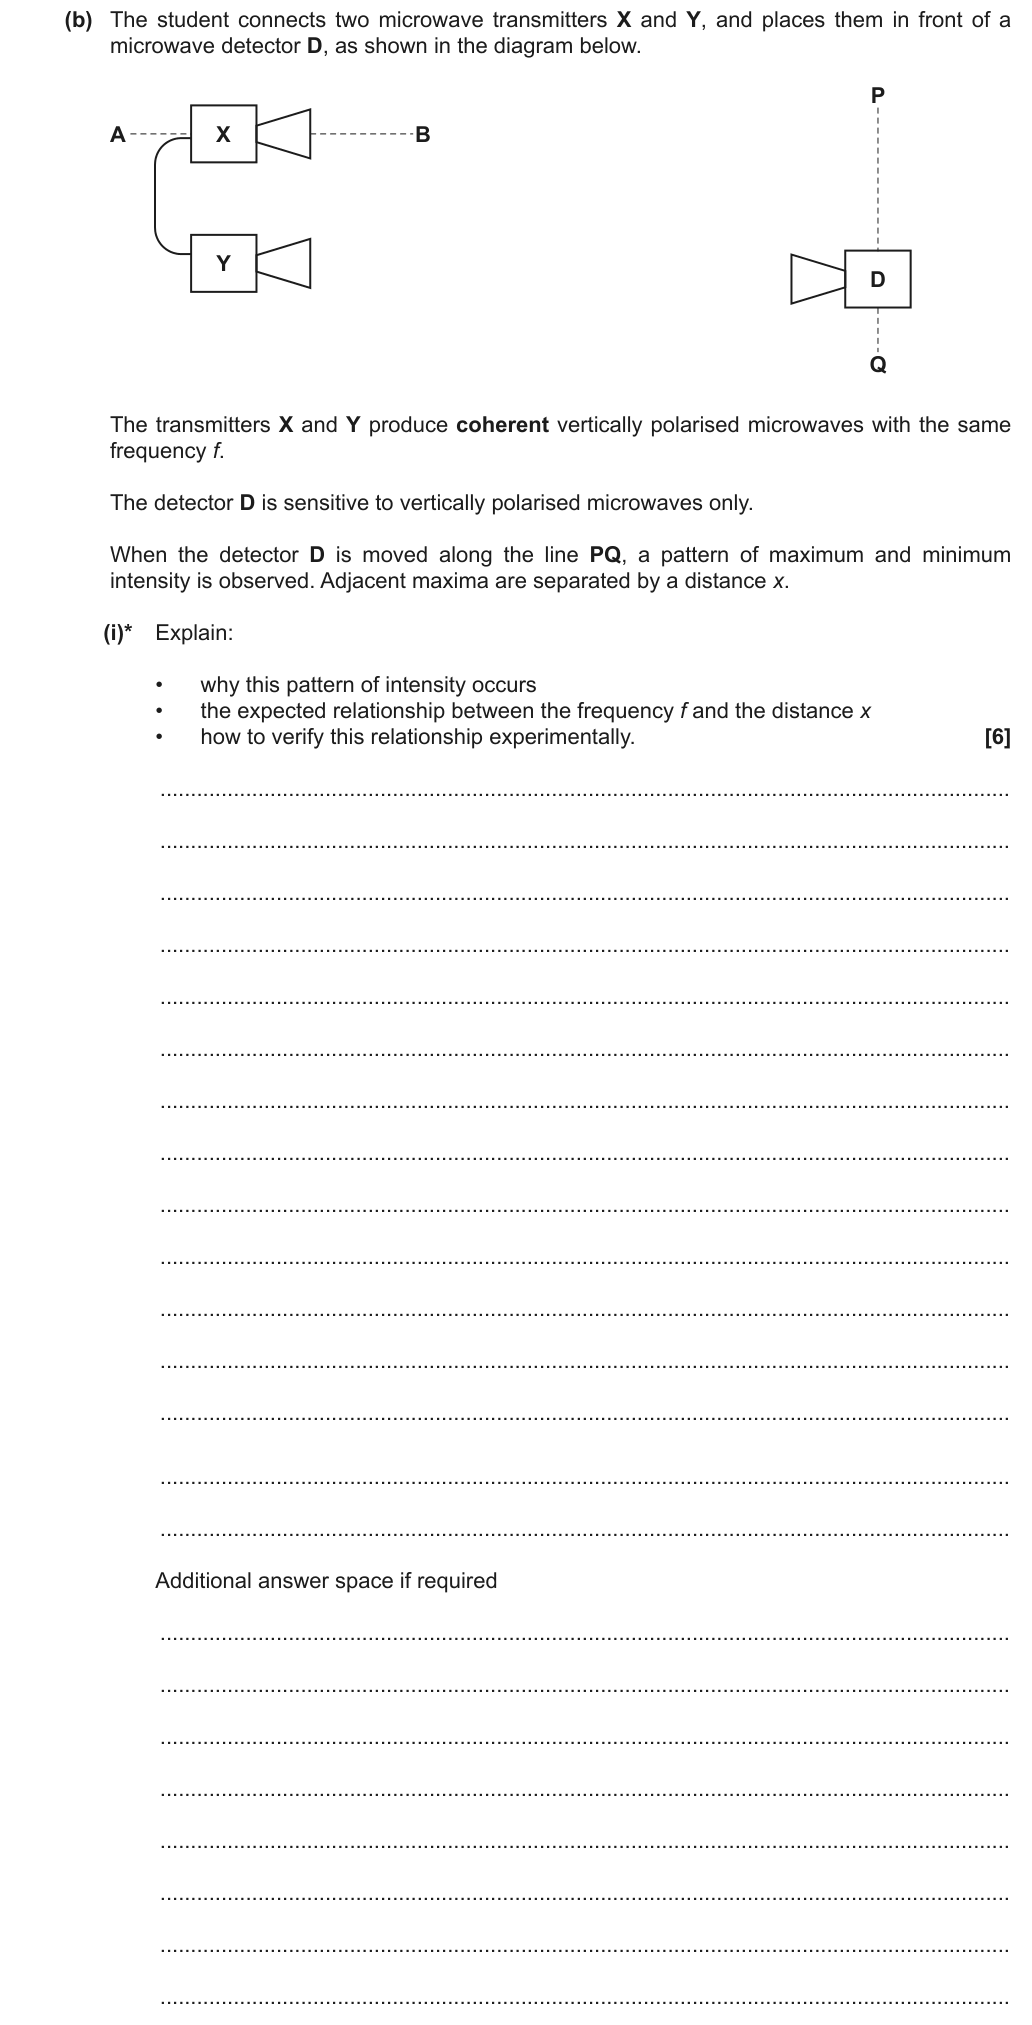 (b) The student connects two microwave transmitters X and Y, and places them in front of a
microwave detector D, as shown in the diagram below.
P
A X B
Y
D
Q
The transmitters X and Y produce coherent vertically polarised microwaves with the same
frequency f.
The detector D is sensitive to vertically polarised microwaves only.
When the detector D is moved along the line PQ, a pattern of maximum and minimum
intensity is observed. Adjacent maxima are separated by a distance x.
(i)* Explain:
• why this pattern of intensity occurs
• the expected relationship between the frequency f and the distance x
• how to verify this relationship experimentally. [6]
Additional answer space if required